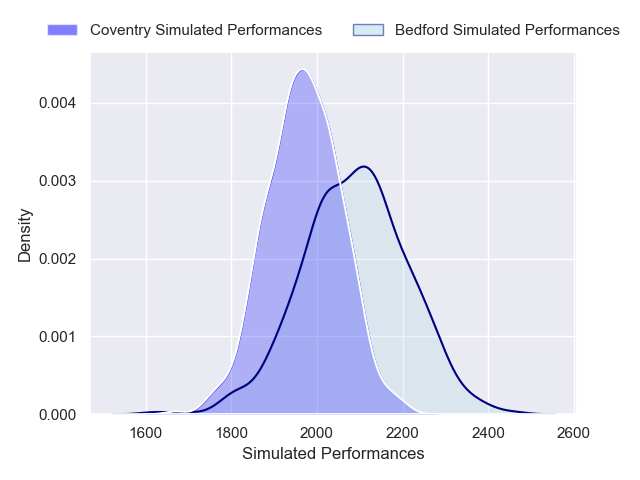 Coventry Simulated Performances
Bedford Simulated Performances
0.004
0.003
0.002
0.001
0.000
Density
1600 1800 2000 2200 2400 2600
Simulated Performances